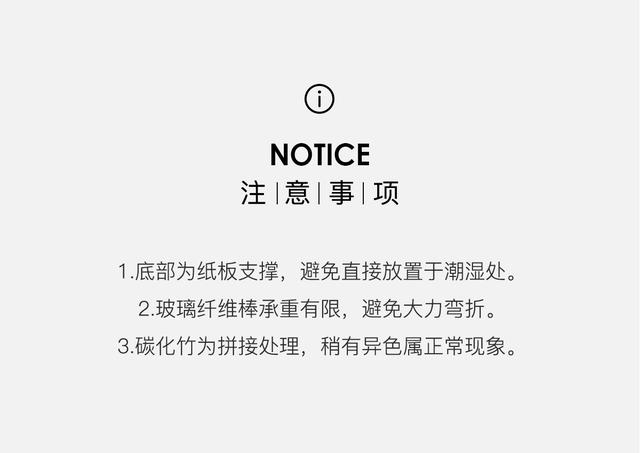 NOTICE
注|意|事|项
1.底部为纸板支撑，避免直接放置于潮湿处。
2.玻璃纤维棒承重有限，避免大力弯折。
3.碳化竹为拼接处理，稍有异色属正常现象。